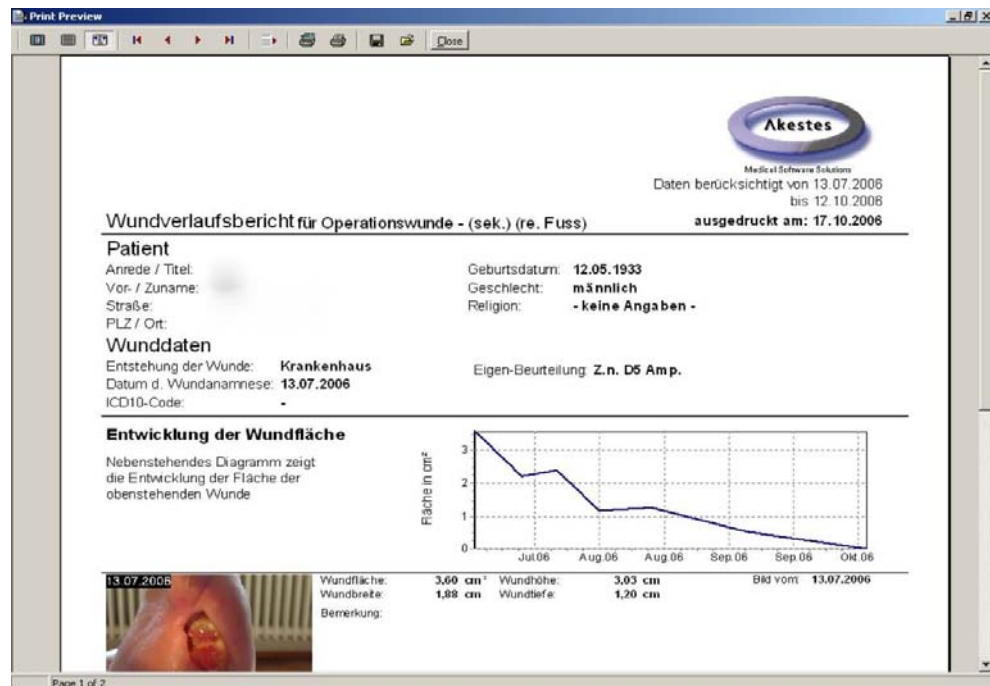 Print Preview
Close
Akestes
Medical Software Solutions
Daten berücksichtigt von 13.07.2006
bis 12.10.2006
Wundverlaufsbericht für Operationswunde - (sek.) (re. Fuss)
ausgedruckt am: 17.10.2006
Patient
Anrede / Titel:
Geburtsdatum: 12.05.1933
Vor- / Zuname:
Geschlecht: männlich
Straße:
Religion: - keine Angaben -
PLZ / Ort:
Wunddaten
Entstehung der Wunde: Krankenhaus
Eigen-Beurteilung: Z.n. D5 Amp.
Datum d. Wundanamnese: 13.07.2006
ICD10-Code: -
Entwicklung der Wundfläche
Nebenstehendes Diagramm zeigt
die Entwicklung der Fläche der
obenstehenden Wunde
Fläche in cm²
3
2
1
0
Jul.06 Aug.06 Aug.06 Sep.06 Sep.06 Okt.06
13.07.2006
Wundfläche: 3,60 cm² Wundhöhe: 3,03 cm Bild vom: 13.07.2006
Wundbreite: 1,88 cm Wundtiefe: 1,20 cm
Bemerkung:
Page 1 of 2